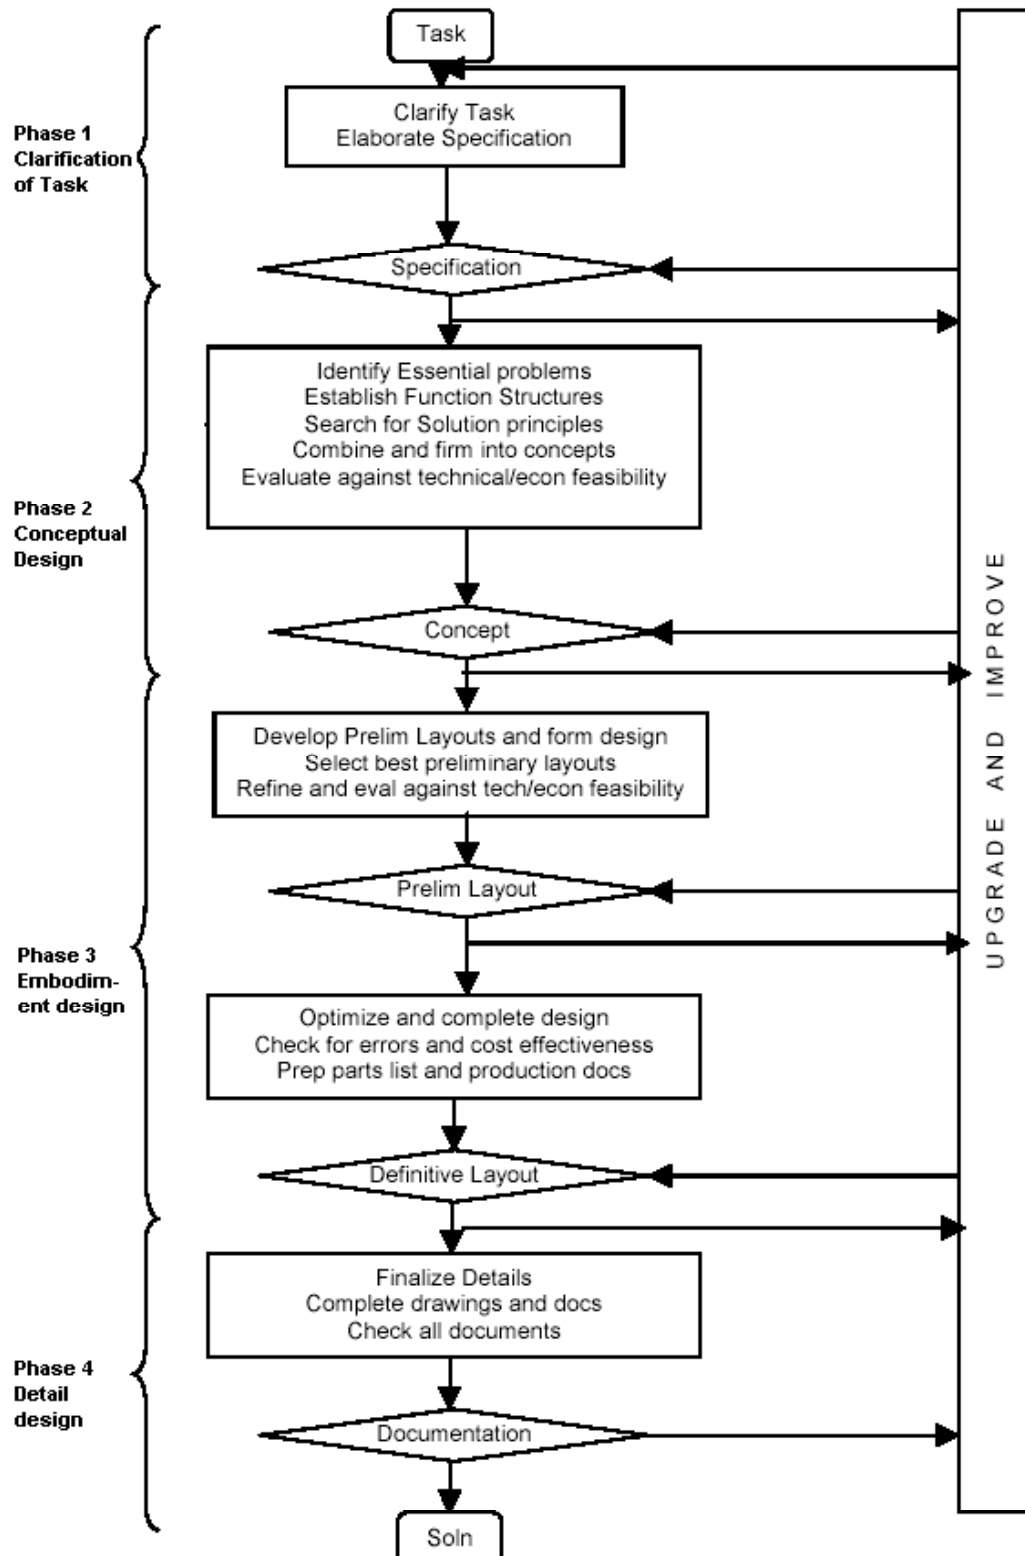 Task
Clarify Task
Elaborate Specification
Phase 1
Clarification
of Task
Specification
Identify Essential problems
Establish Function Structures
Search for Solution principles
Combine and firm into concepts
Evaluate against technical/econ feasibility
Phase 2
Conceptual
Design
Concept
Develop Prelim Layouts and form design
Select best preliminary layouts
Refine and eval against tech/econ feasibility
Prelim Layout
Phase 3
Embodim-
ent design
Optimize and complete design
Check for errors and cost effectiveness
Prep parts list and production docs
Definitive Layout
Finalize Details
Complete drawings and docs
Check all documents
Phase 4
Detail
design
Documentation
Soln
UPGRADE AND IMPROVE